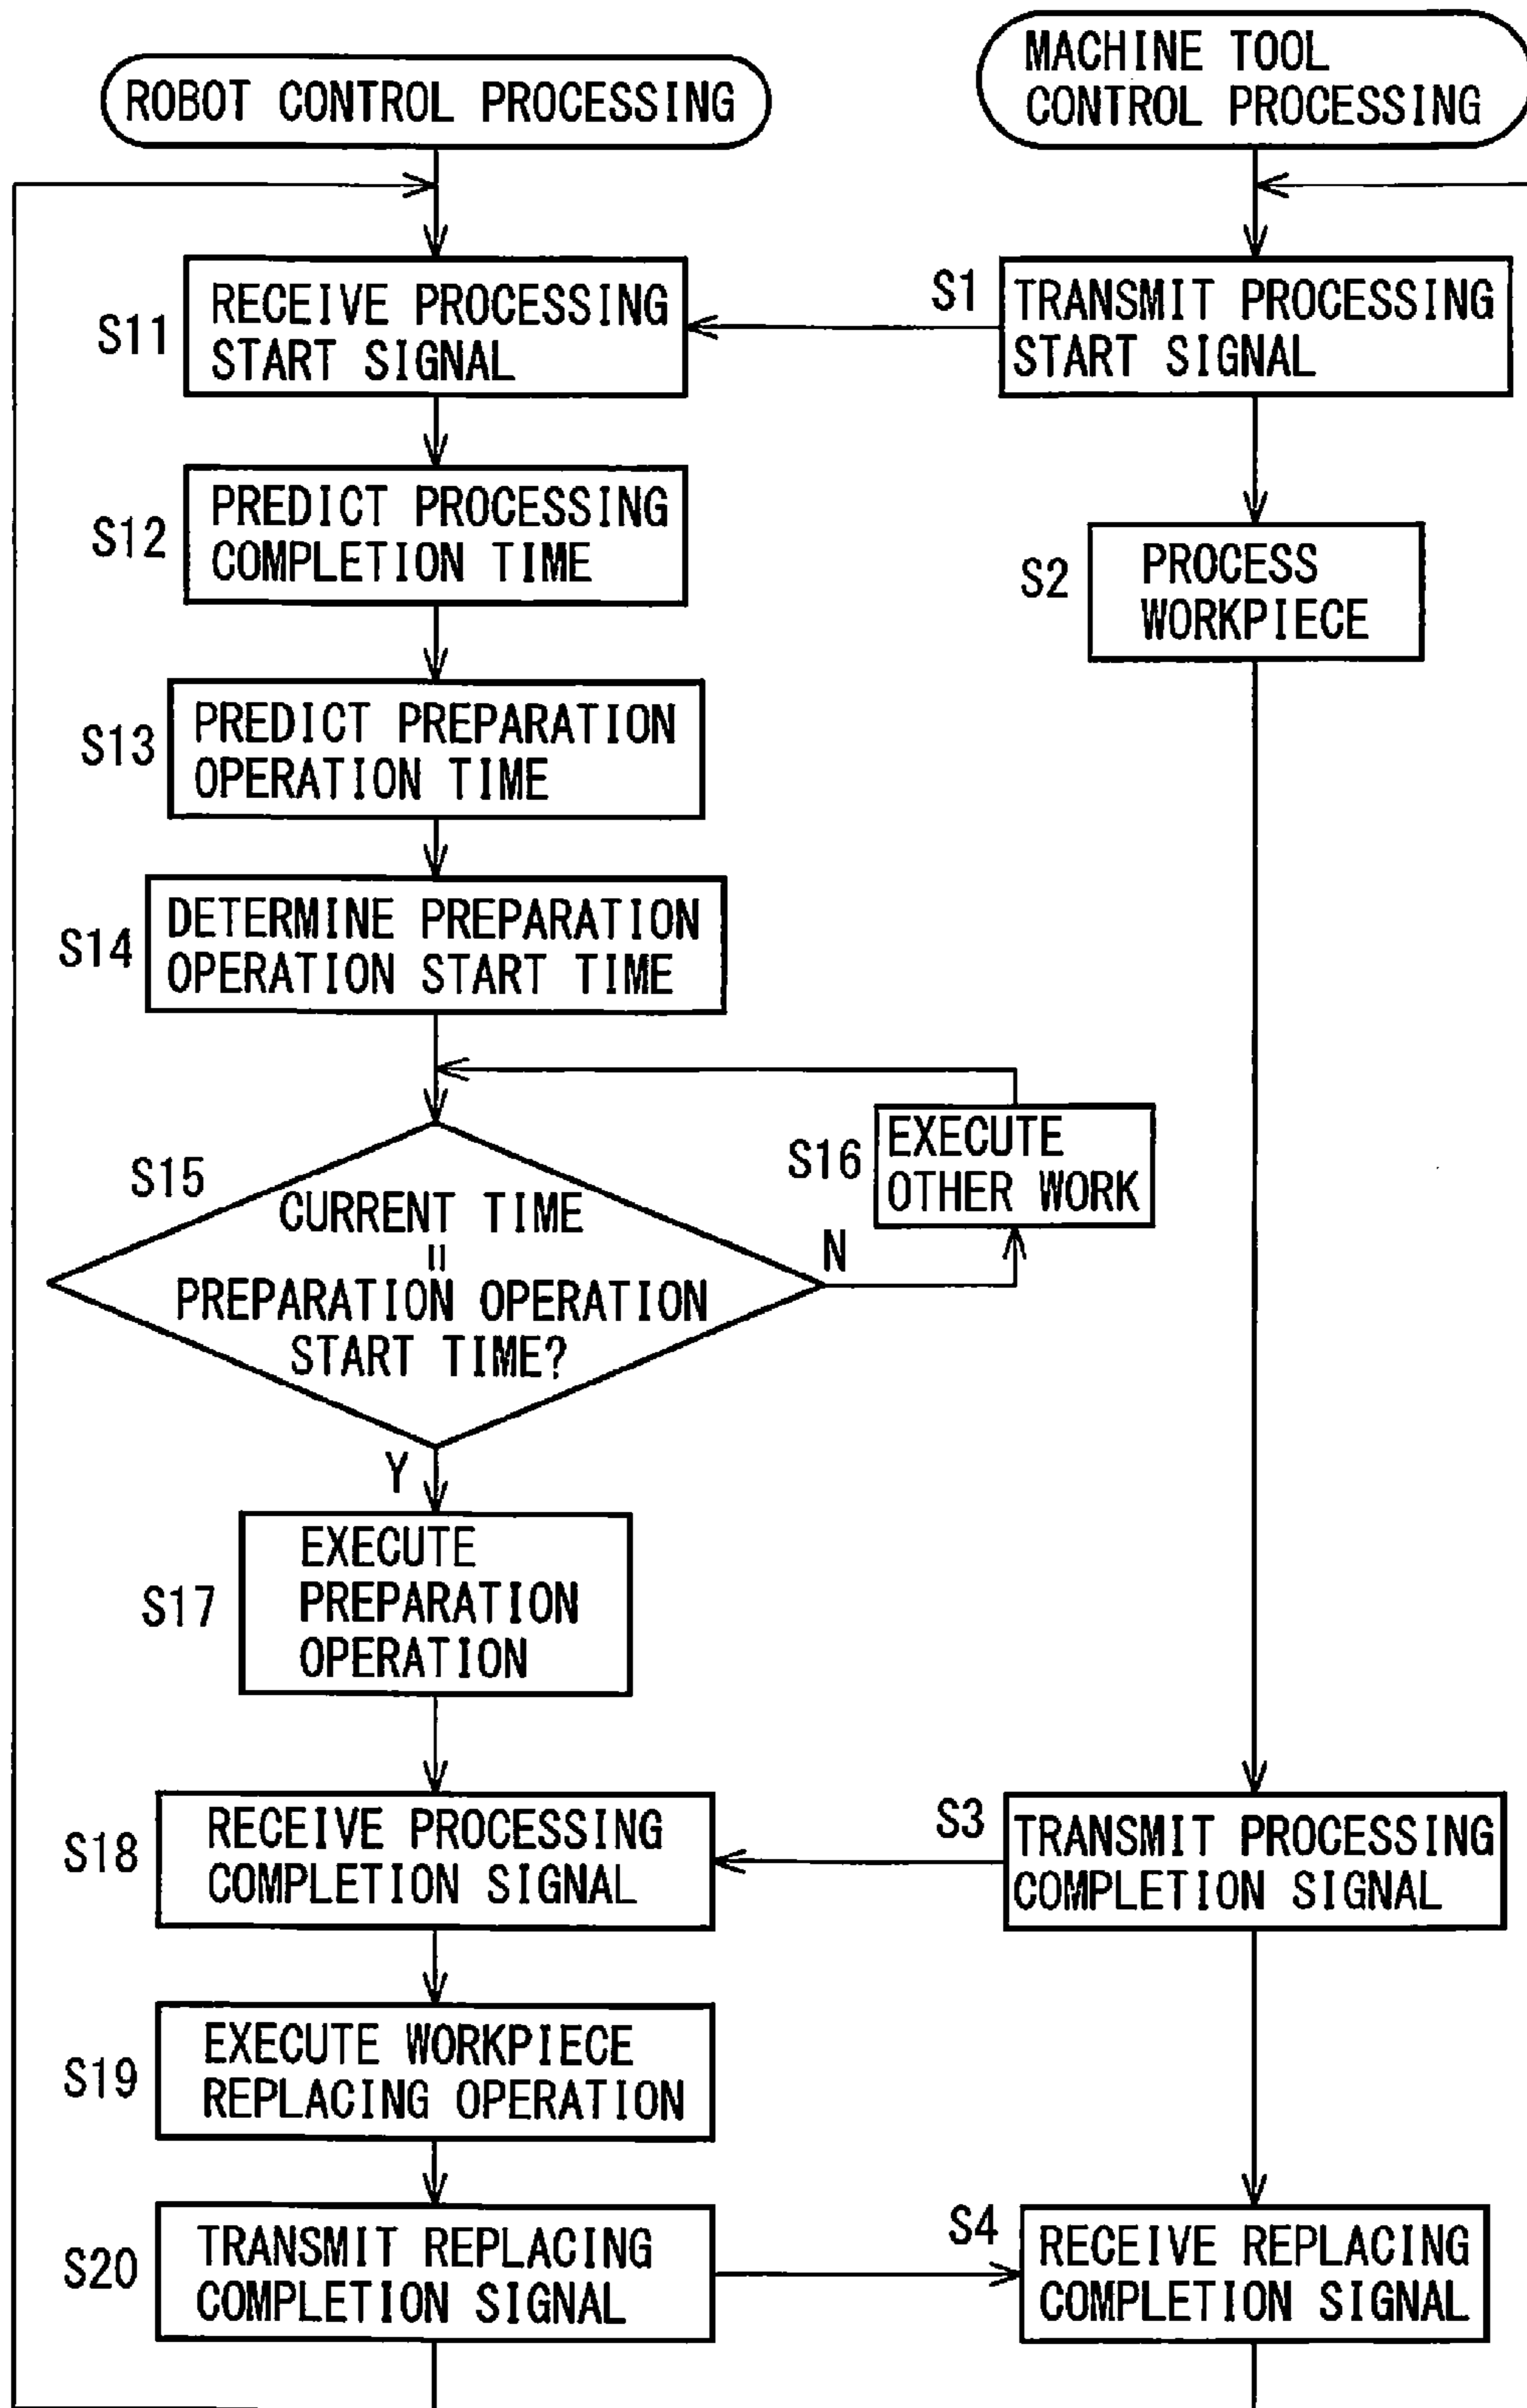 ROBOT CONTROL PROCESSING
MACHINE TOOL
CONTROL PROCESSING
S11
RECEIVE PROCESSING
START SIGNAL
S1
TRANSMIT PROCESSING
START SIGNAL
S12
PREDICT PROCESSING
COMPLETION TIME
S2
PROCESS
WORKPIECE
S13
PREDICT PREPARATION
OPERATION TIME
S14
DETERMINE PREPARATION
OPERATION START TIME
S15
CURRENT TIME
=
PREPARATION OPERATION
START TIME?
N
S16
EXECUTE
OTHER WORK
Y
S17
EXECUTE
PREPARATION
OPERATION
S18
RECEIVE PROCESSING
COMPLETION SIGNAL
S3
TRANSMIT PROCESSING
COMPLETION SIGNAL
S19
EXECUTE WORKPIECE
REPLACING OPERATION
S20
TRANSMIT REPLACING
COMPLETION SIGNAL
S4
RECEIVE REPLACING
COMPLETION SIGNAL